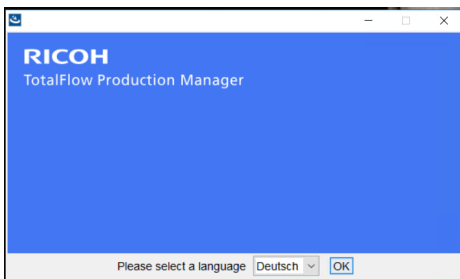 RICOH
TotalFlow Production Manager
Please select a language Deutsch OK